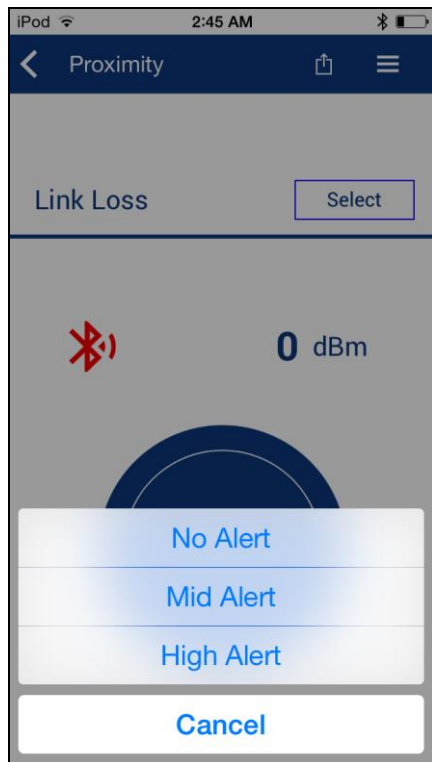 iPod 2:45 AM
Proximity
Link Loss Select
0 dBm
No Alert
Mid Alert
High Alert
Cancel